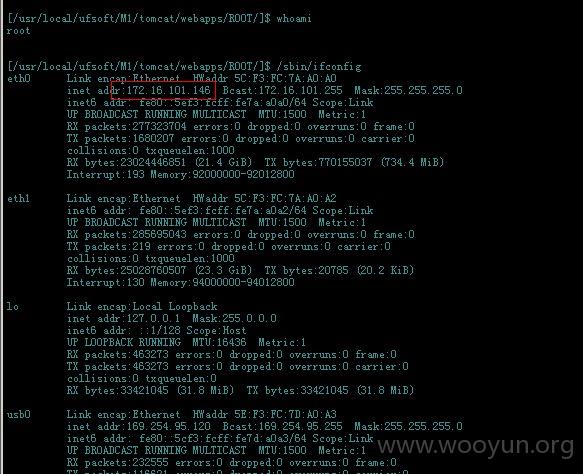 [/usr/local/ufsoft/M1/tomcat/webapps/ROOT/]$ whoami
root
[/usr/local/ufsoft/M1/tomcat/webapps/ROOT/]$ /sbin/ifconfig
eth0 Link encap:Ethernet HWaddr 5C:F3:FC:7A:A0:A0
inet addr:172.16.101.146 Bcast:172.16.101.255 Mask:255.255.255.0
inet6 addr: fe80::5ef3:fcff:fe7a:a0a0/64 Scope:Link
UP BROADCAST RUNNING MULTICAST MTU:1500 Metric:1
RX packets:277323704 errors:0 dropped:0 overruns:0 frame:0
TX packets:1680207 errors:0 dropped:0 overruns:0 carrier:0
collisions:0 txqueuelen:1000
RX bytes:23024446851 (21.4 GiB) TX bytes:770155037 (734.4 MiB)
Interrupt:193 Memory:92000000-92012800
eth1 Link encap:Ethernet HWaddr 5C:F3:FC:7A:A0:A2
inet6 addr: fe80::5ef3:fcff:fe7a:a0a2/64 Scope:Link
UP BROADCAST RUNNING MULTICAST MTU:1500 Metric:1
RX packets:285695043 errors:0 dropped:0 overruns:0 frame:0
TX packets:219 errors:0 dropped:0 overruns:0 carrier:0
collisions:0 txqueuelen:1000
RX bytes:25028760507 (23.3 GiB) TX bytes:20785 (20.2 KiB)
Interrupt:130 Memory:94000000-94012800
lo Link encap:Local Loopback
inet addr:127.0.0.1 Mask:255.0.0.0
inet6 addr: ::1/128 Scope:Host
UP LOOPBACK RUNNING MTU:16436 Metric:1
RX packets:463273 errors:0 dropped:0 overruns:0 frame:0
TX packets:463273 errors:0 dropped:0 overruns:0 carrier:0
collisions:0 txqueuelen:0
RX bytes:33421045 (31.8 MiB) TX bytes:33421045 (31.8 MiB)
usb0 Link encap:Ethernet HWaddr 5E:F3:FC:7D:A0:A3
inet addr:169.254.95.120 Bcast:169.254.95.255 Mask:255.255.255.0
inet6 addr: fe80::5cf3:fcff:fe7d:a0a3/64 Scope:Link
UP BROADCAST RUNNING MULTICAST MTU:1500 Metric:1
RX packets:232555 errors:0 dropped:0 overruns:0 frame:0
www.wooyun.org